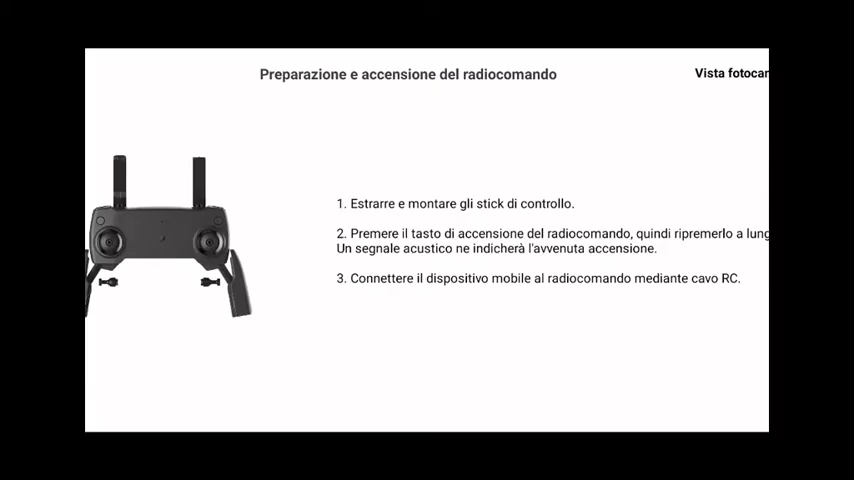 Preparazione e accensione del radiocomando
Vista
1. Estrarre e montare gli stick di controllo.
2. Premere il tasto di accensione del radiocomando, quindi ripremerlo a
Un segnale acustico ne indicherà l'avvenuta accensione.
3. Connettere il dispositivo mobile al radiocomando mediante cavo RC.